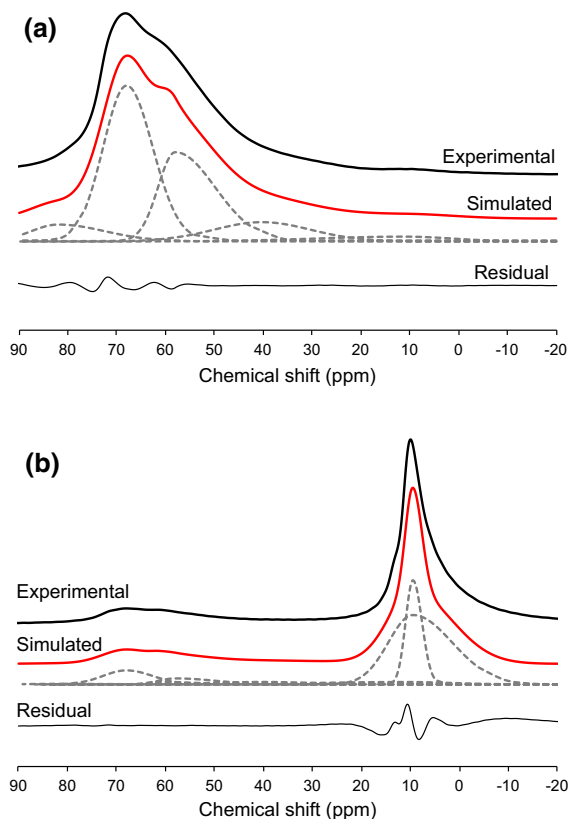 (a)
Experimental
Simulated
Residual
90 80 70 60 50 40 30 20 10 0 -10 -20
Chemical shift (ppm)
(b)
Experimental
Simulated
Residual
90 80 70 60 50 40 30 20 10 0 -10 -20
Chemical shift (ppm)